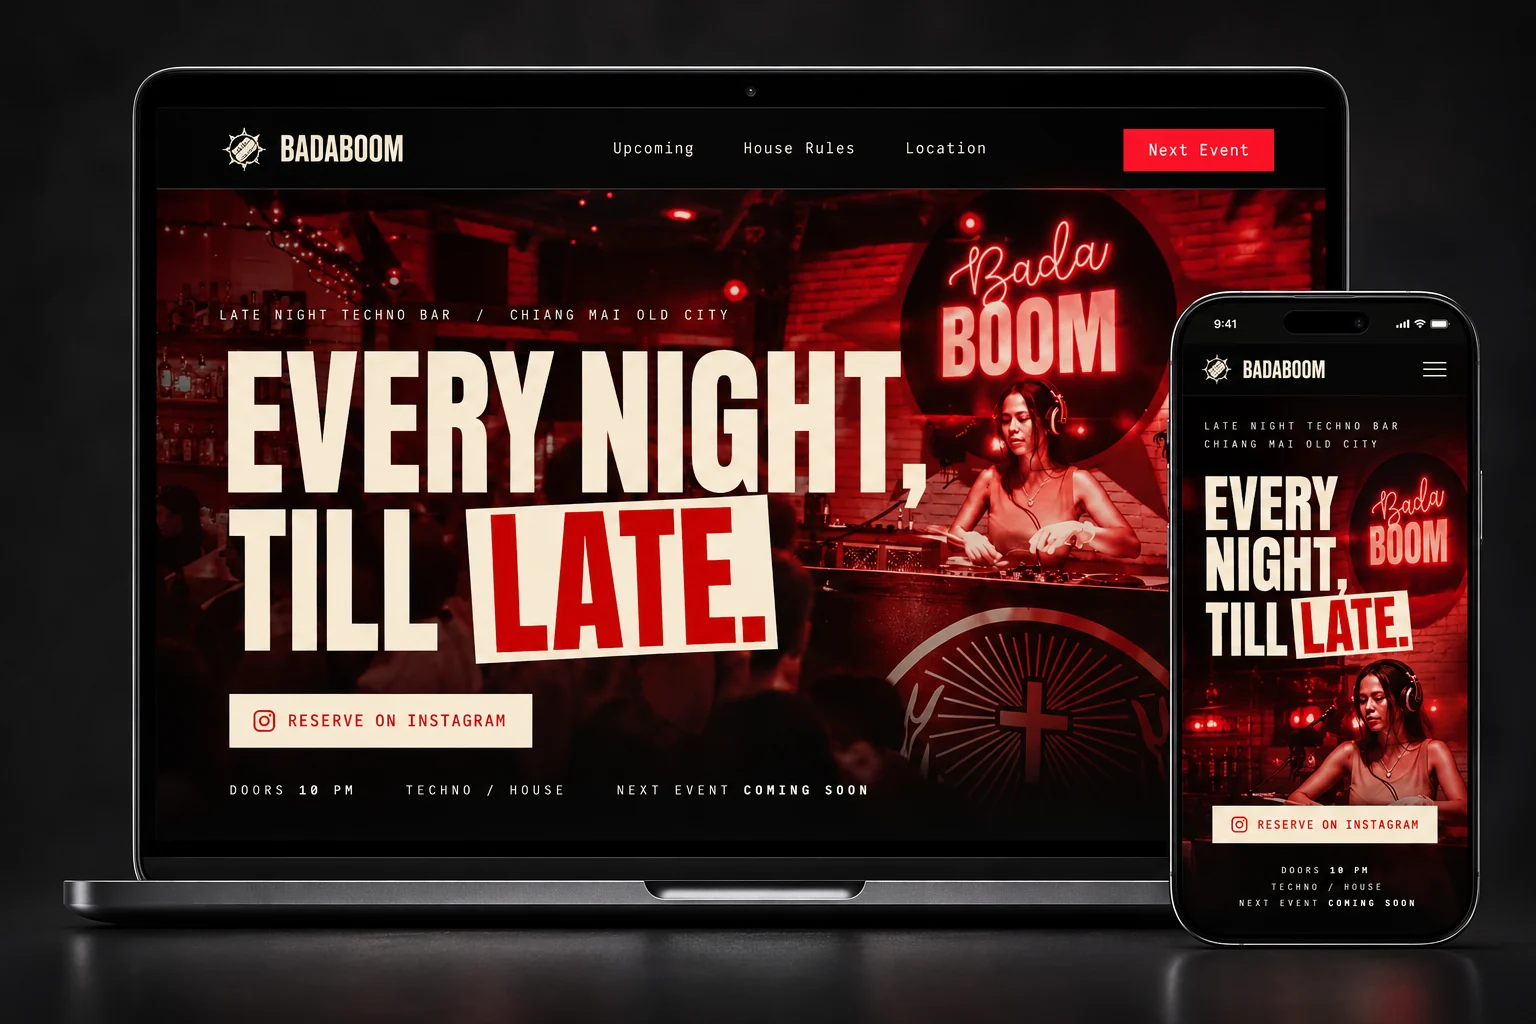 BADABOOM
Upcoming
House Rules
Location
Next Event
Bada
BOOM
LATE NIGHT TECHNO BAR / CHIANG MAI OLD CITY
EVERY NIGHT,
TILL LATE.
RESERVE ON INSTAGRAM
DOORS 10 PM
TECHNO / HOUSE
NEXT EVENT COMING SOON
9:41
BADABOOM
LATE NIGHT TECHNO BAR
CHIANG MAI OLD CITY
Bada
BOOM
EVERY
NIGHT,
TILL LATE.
RESERVE ON INSTAGRAM
DOORS 10 PM
TECHNO / HOUSE
NEXT EVENT COMING SOON